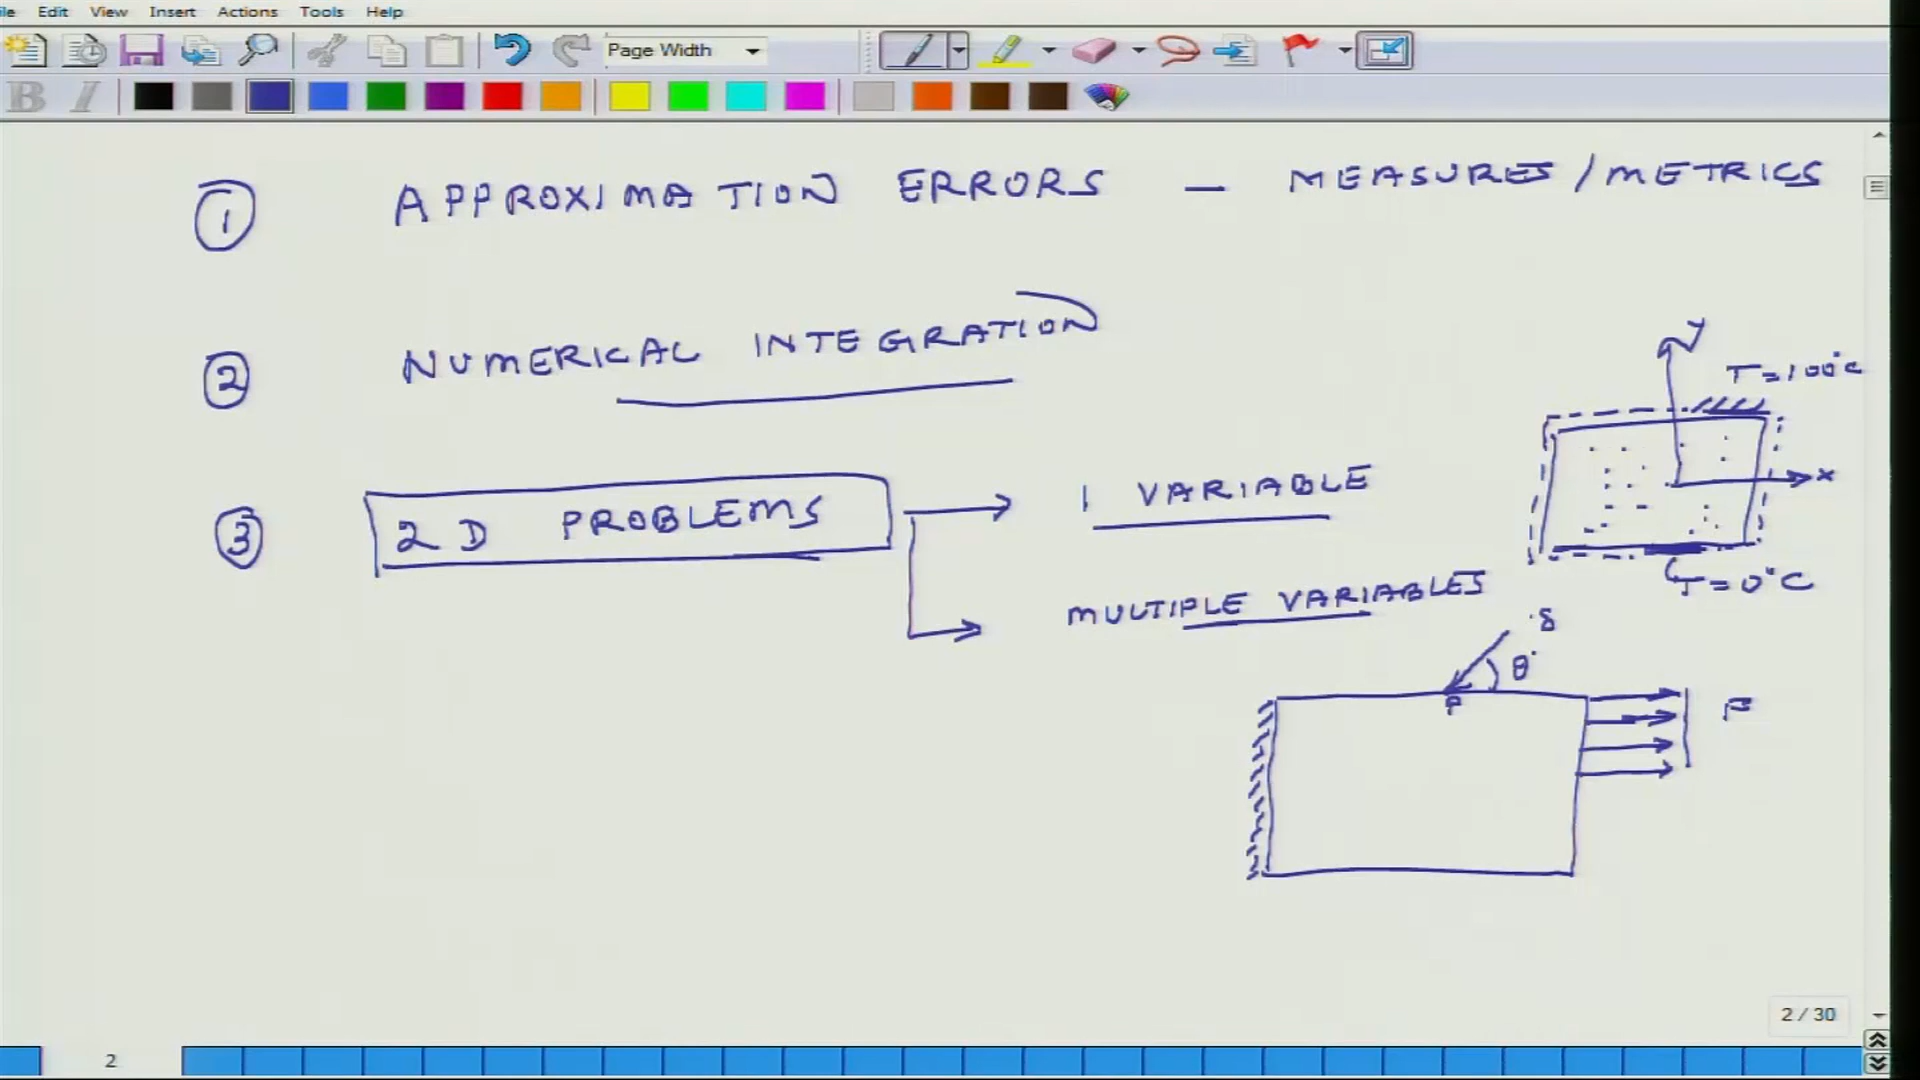 ile Edit View Insert Actions Tools Help
Page Width
B I
1 APPROXIMATION ERRORS - MEASURES/METRICS
2 NUMERICAL INTEGRATION
Y
T=100°C
3 2D PROBLEMS
1 VARIABLE
x
MULTIPLE VARIABLES
T=0°C
θ°
P
F
2 / 30
2